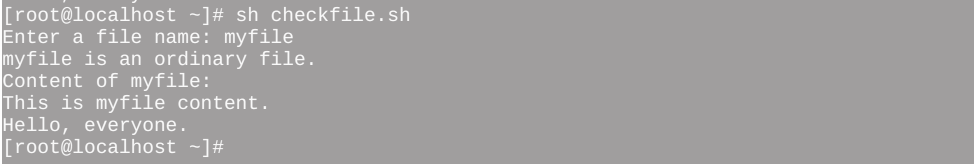 [root@localhost ~]# sh checkfile.sh
Enter a file name: myfile
myfile is an ordinary file.
Content of myfile:
This is myfile content.
Hello, everyone.
[root@localhost ~]#